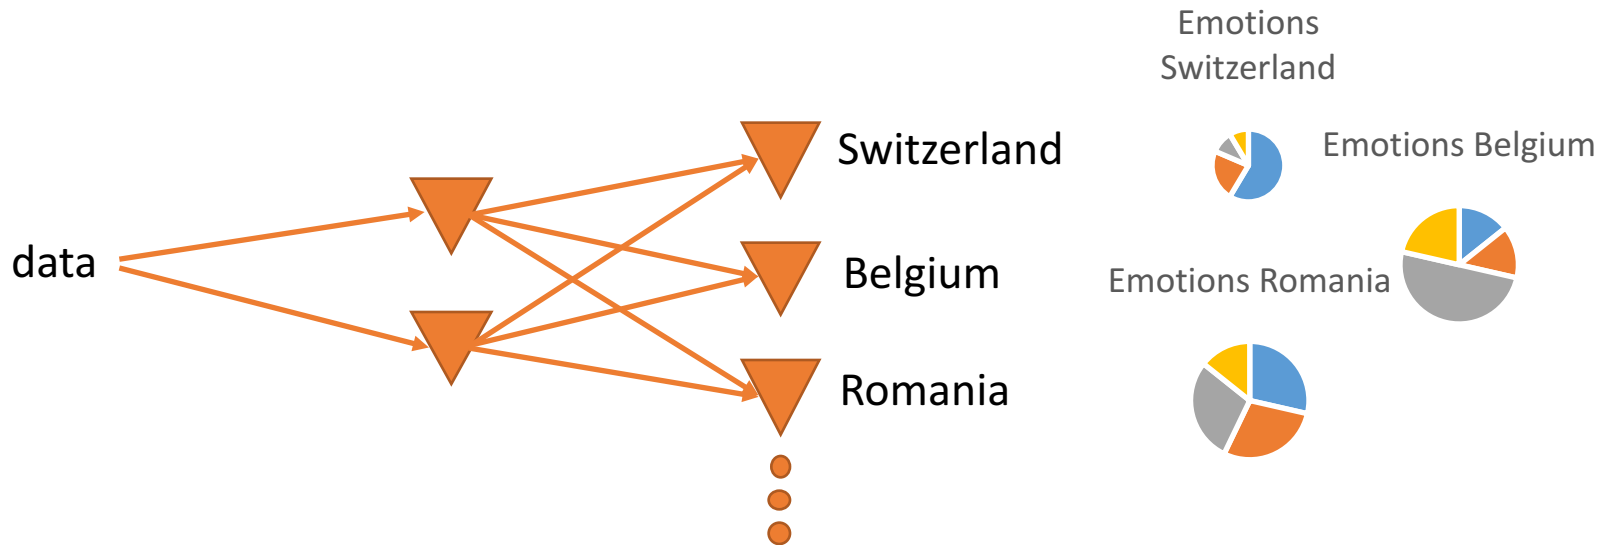 Emotions
Switzerland
Switzerland
Emotions Belgium
data
Belgium
Emotions Romania
Romania